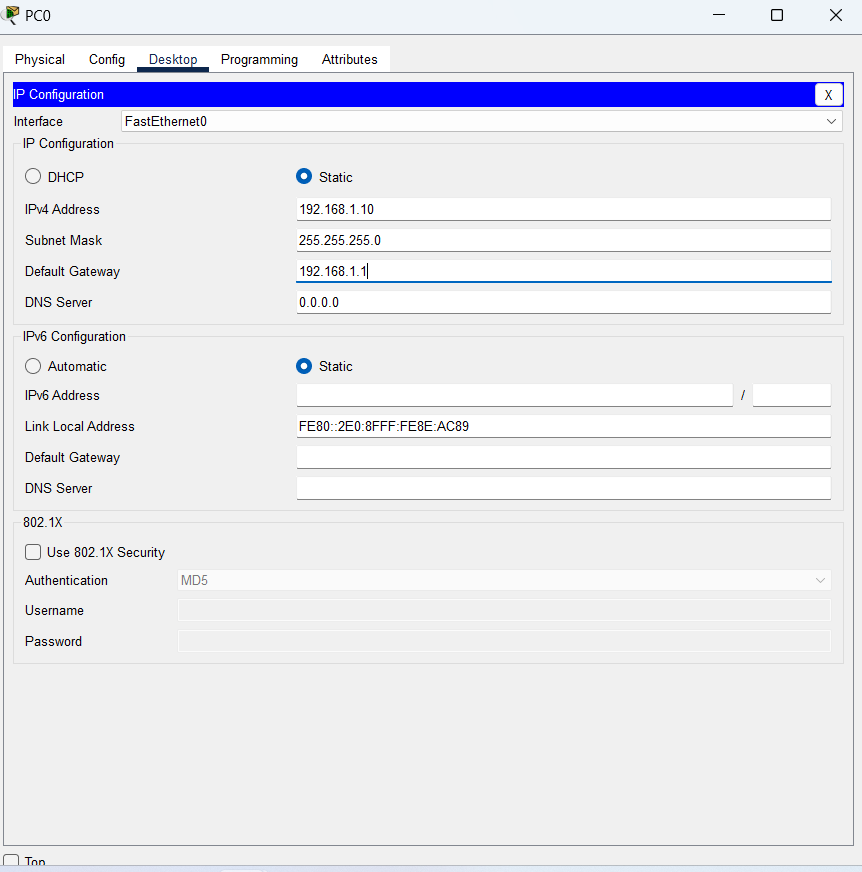 PC0
Physical Config Desktop Programming Attributes
IP Configuration X
Interface FastEthernet0
IP Configuration
DHCP Static
IPv4 Address 192.168.1.10
Subnet Mask 255.255.255.0
Default Gateway 192.168.1.1
DNS Server 0.0.0.0
IPv6 Configuration
Automatic Static
IPv6 Address /
Link Local Address FE80::2E0:8FFF:FE8E:AC89
Default Gateway
DNS Server
802.1X
Use 802.1X Security
Authentication MD5
Username
Password
Top